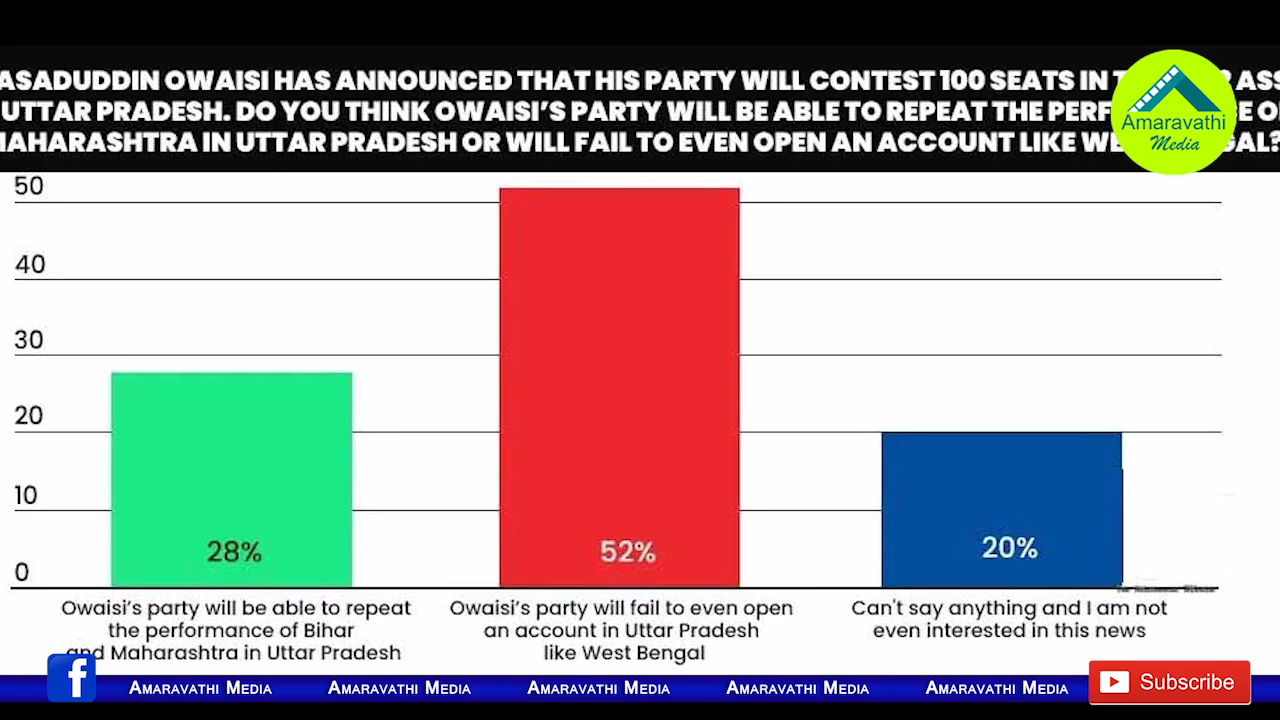 ASADUDDIN OWAISI HAS ANNOUNCED THAT HIS PARTY WILL CONTEST 100 SEATS IN
UTTAR PRADESH. DO YOU THINK OWAISI'S PARTY WILL BE ABLE TO REPEAT THE
MAHARASHTRA IN UTTAR PRADESH OR WILL FAIL TO EVEN OPEN AN ACCOUNT LIKE
Amaravathi
Media
50
40
30
20
10
0
28%
52%
20%
Owaisi's party will be able to repeat
the performance of Bihar
and Maharashtra in Uttar Pradesh
Owaisi's party will fail to even open
an account in Uttar Pradesh
like West Bengal
Can't say anything and I am not
even interested in this news
f
AMARAVATHI MEDIA AMARAVATHI MEDIA AMARAVATHI MEDIA AMARAVATHI MEDIA AMARAVATHI MEDIA
Subscribe